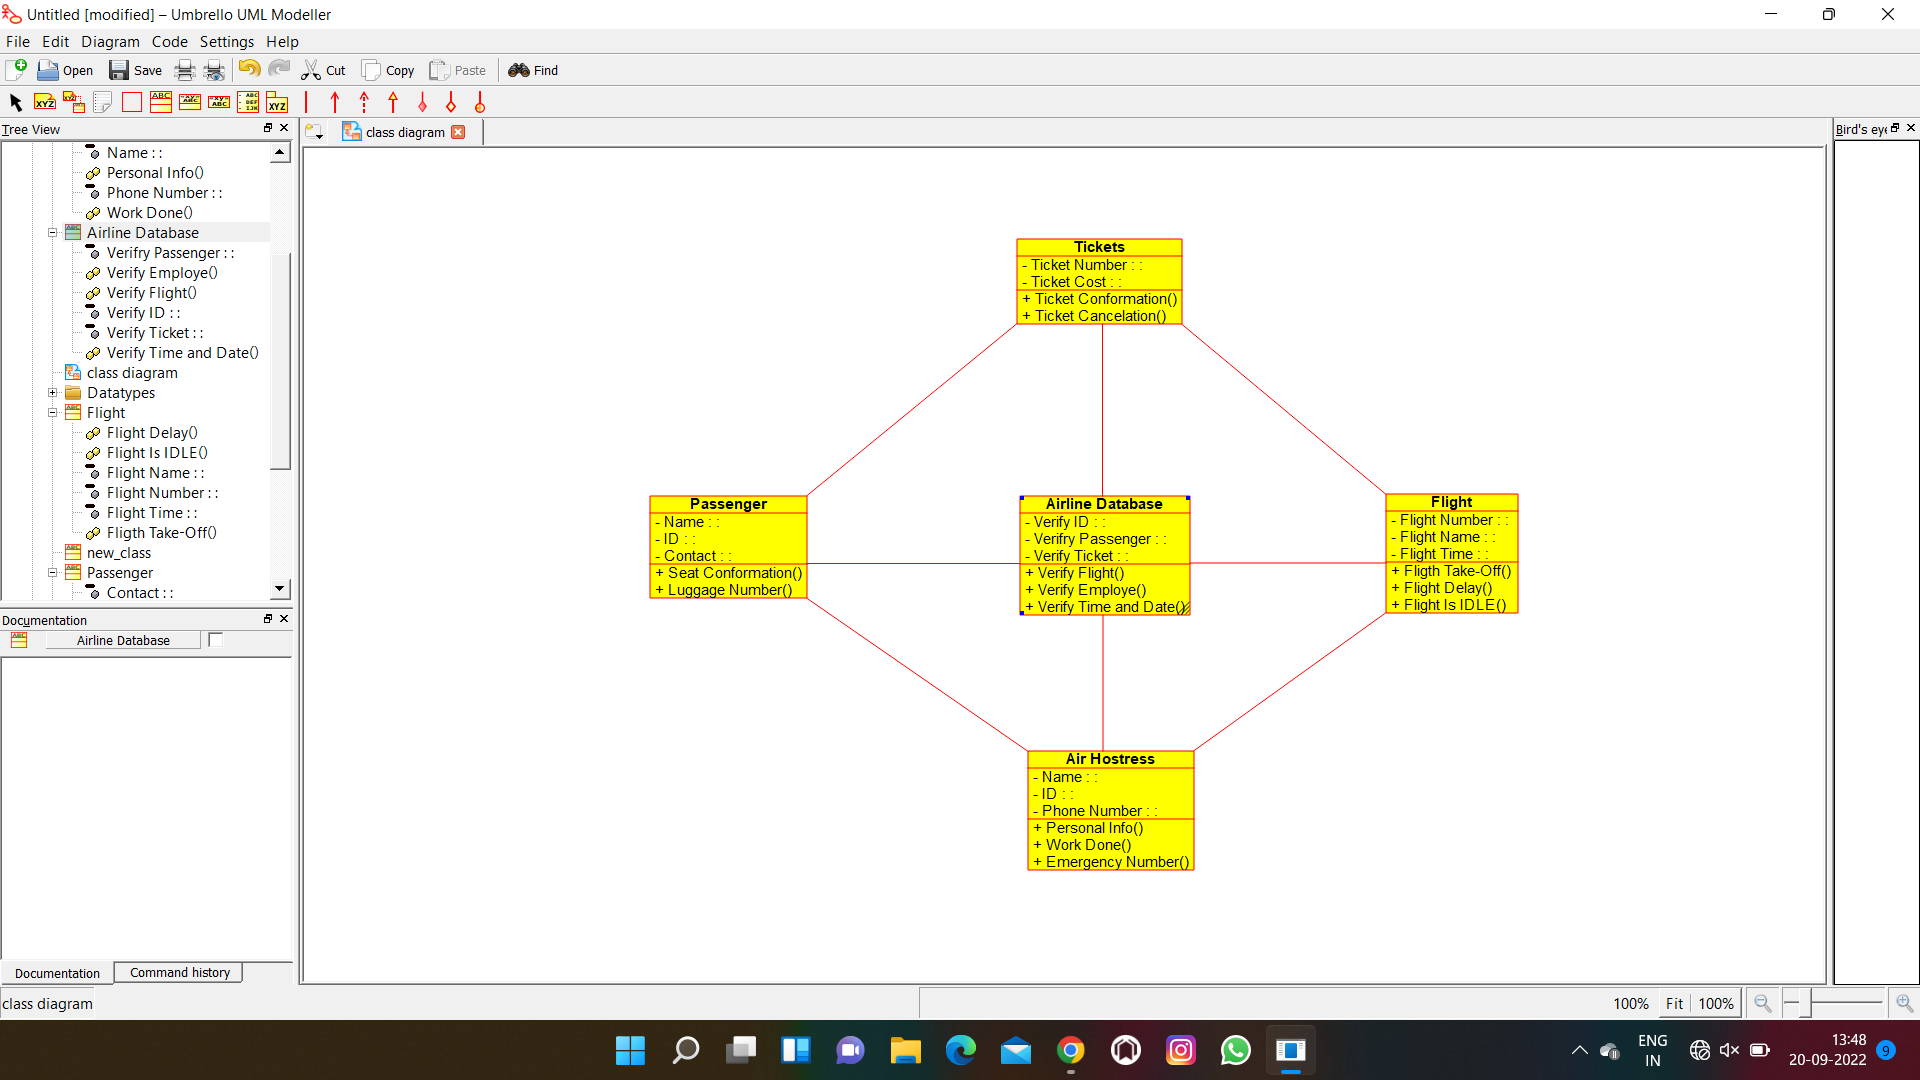 Untitled [modified] – Umbrello UML Modeller
File Edit Diagram Code Settings Help
Open Save Cut Copy Paste Find
Tree View
class diagram
Bird's eye
Name : :
Personal Info()
Phone Number : :
Work Done()
Airline Database
Verifry Passenger : :
Verify Employe()
Verify Flight()
Verify ID : :
Verify Ticket : :
Verify Time and Date()
class diagram
Datatypes
Flight
Flight Delay()
Flight Is IDLE()
Flight Name : :
Flight Number : :
Flight Time : :
Fligth Take-Off()
new_class
Passenger
Contact : :
Documentation
Airline Database
Documentation Command history
Tickets
- Ticket Number : :
- Ticket Cost : :
+ Ticket Conformation()
+ Ticket Cancelation()
Passenger
- Name : :
- ID : :
- Contact : :
+ Seat Conformation()
+ Luggage Number()
Airline Database
- Verify ID : :
- Verifry Passenger : :
- Verify Ticket : :
+ Verify Flight()
+ Verify Employe()
+ Verify Time and Date()
Flight
- Flight Number : :
- Flight Name : :
- Flight Time : :
+ Fligth Take-Off()
+ Flight Delay()
+ Flight Is IDLE()
Air Hostress
- Name : :
- ID : :
- Phone Number : :
+ Personal Info()
+ Work Done()
+ Emergency Number()
class diagram
100% Fit 100%
ENG
IN
13:48
20-09-2022
9